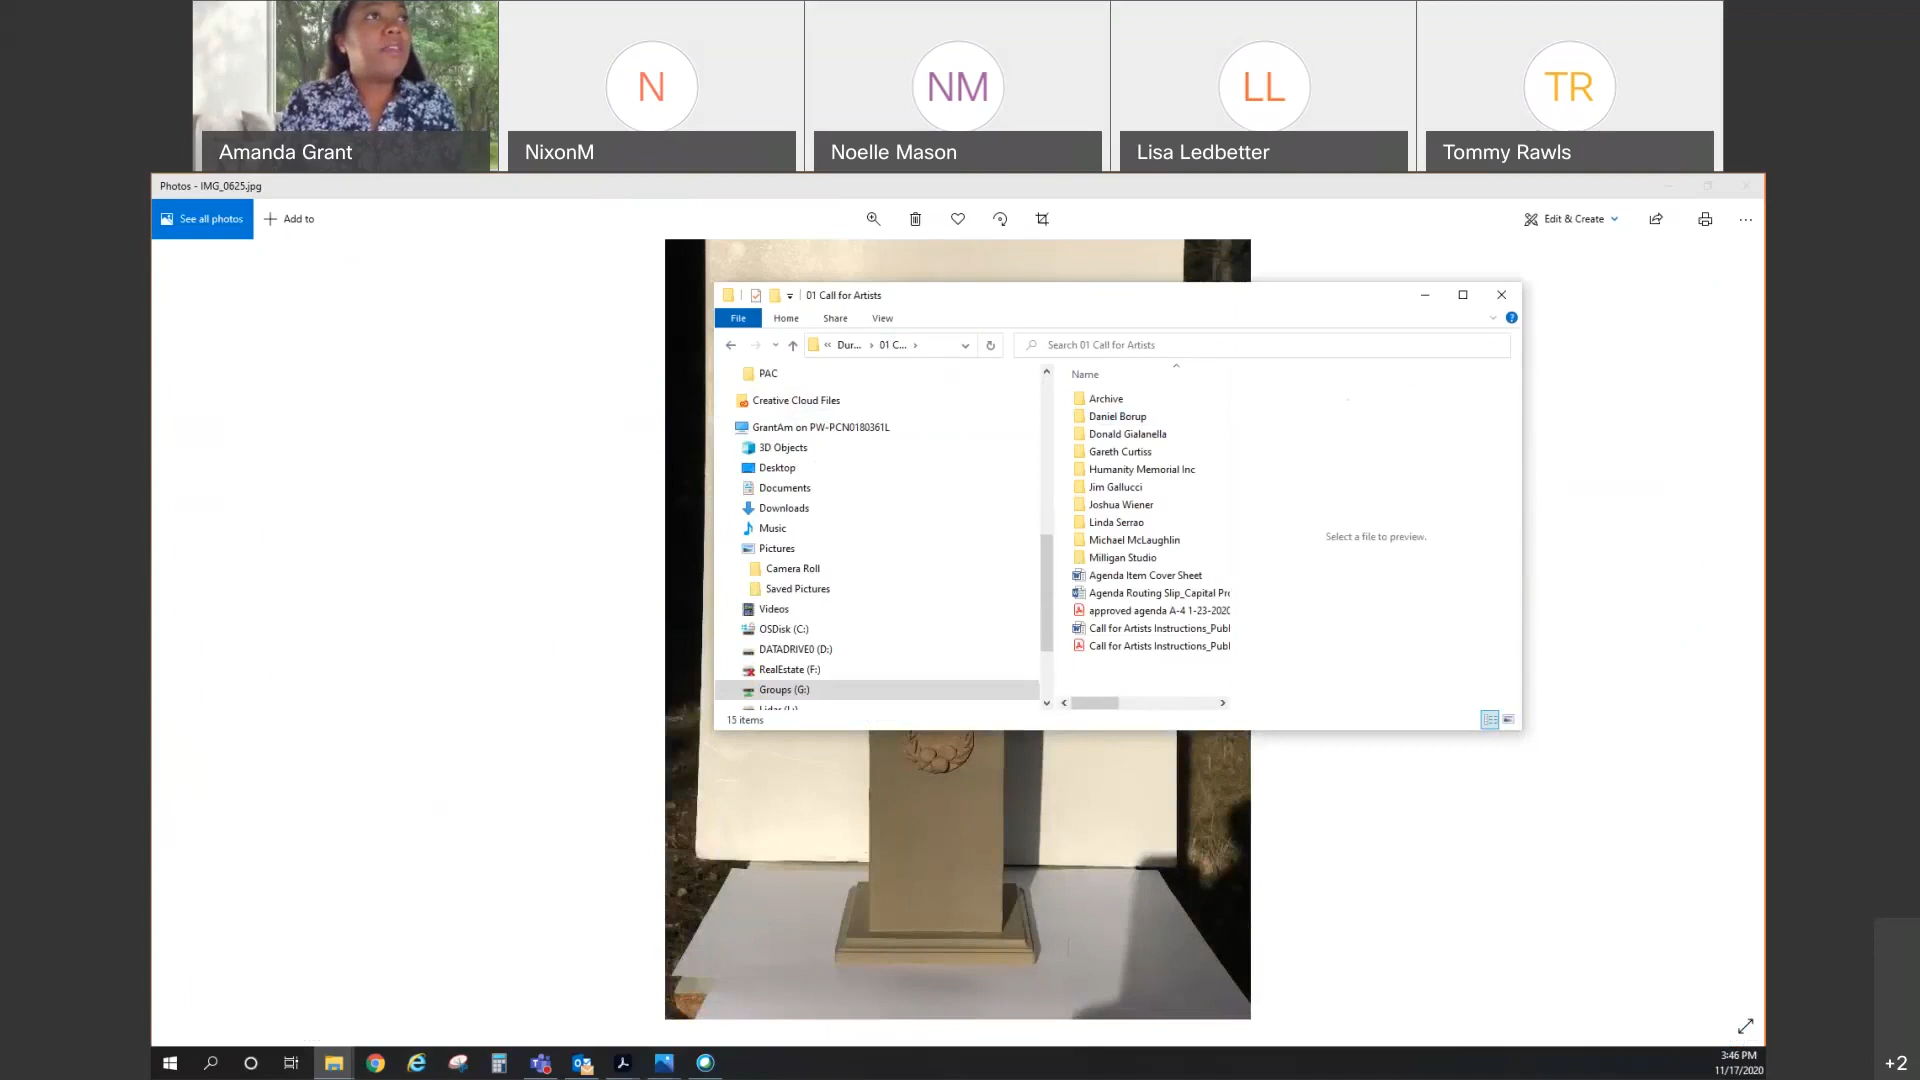 N
NM
LL
TR
Amanda Grant
NixonM
Noelle Mason
Lisa Ledbetter
Tommy Rawls
Photos - IMG_0625.jpg
See all photos
Add to
Edit & Create
01 Call for Artists
File
Home
Share
View
Dur...
01 C...
Search 01 Call for Artists
PAC
Creative Cloud Files
GrantAm on PW-PCN0180361L
3D Objects
Desktop
Documents
Downloads
Music
Pictures
Camera Roll
Saved Pictures
Videos
OSDisk (C:)
DATADRIVE0 (D:)
RealEstate (F:)
Groups (G:)
Name
Archive
Daniel Borup
Donald Gialanella
Gareth Curtiss
Humanity Memorial Inc
Jim Gallucci
Joshua Wiener
Linda Serrao
Michael McLaughlin
Milligan Studio
Agenda Item Cover Sheet
Agenda Routing Slip_Capital Pro
approved agenda A-4 1-23-2020
Call for Artists Instructions_Publ
Call for Artists Instructions_Publ
Select a file to preview.
15 items
3:46 PM
11/17/2020
+2